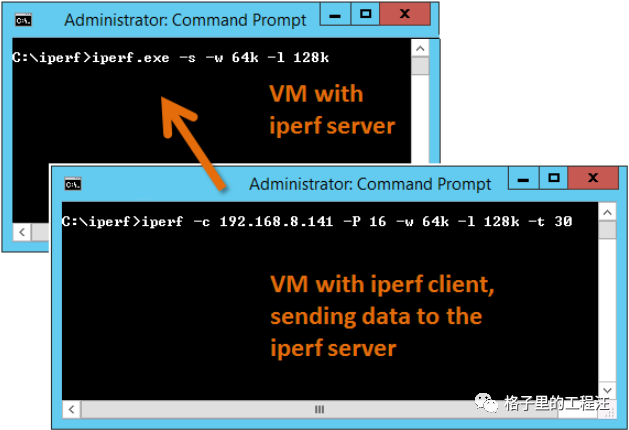 Administrator: Command Prompt
C:\iperf>iperf.exe -s -w 64k -l 128k
VM with
iperf server
Administrator: Command Prompt
C:\iperf>iperf -c 192.168.8.141 -P 16 -w 64k -l 128k -t 30
VM with iperf client,
sending data to the
iperf server
格子里的工程汪